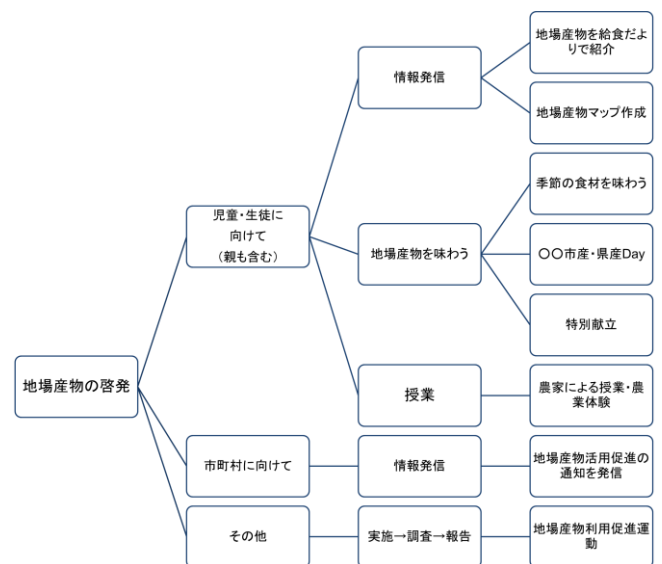 地場産物の啓発
児童・生徒に
向けて
（親も含む）
情報発信
地場産物を給食だよ
りで紹介
地場産物マップ作成
地場産物を味わう
季節の食材を味わう
〇〇市産・県産Day
特別献立
授業
農家による授業・農
業体験
市町村に向けて
情報発信
地場産物活用促進の
通知を発信
その他
実施→調査→報告
地場産物利用促進運
動